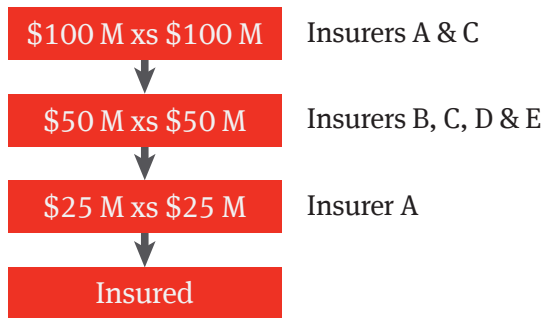 $100 M xs $100 M Insurers A & C
$50 M xs $50 M Insurers B, C, D & E
$25 M xs $25 M Insurer A
Insured